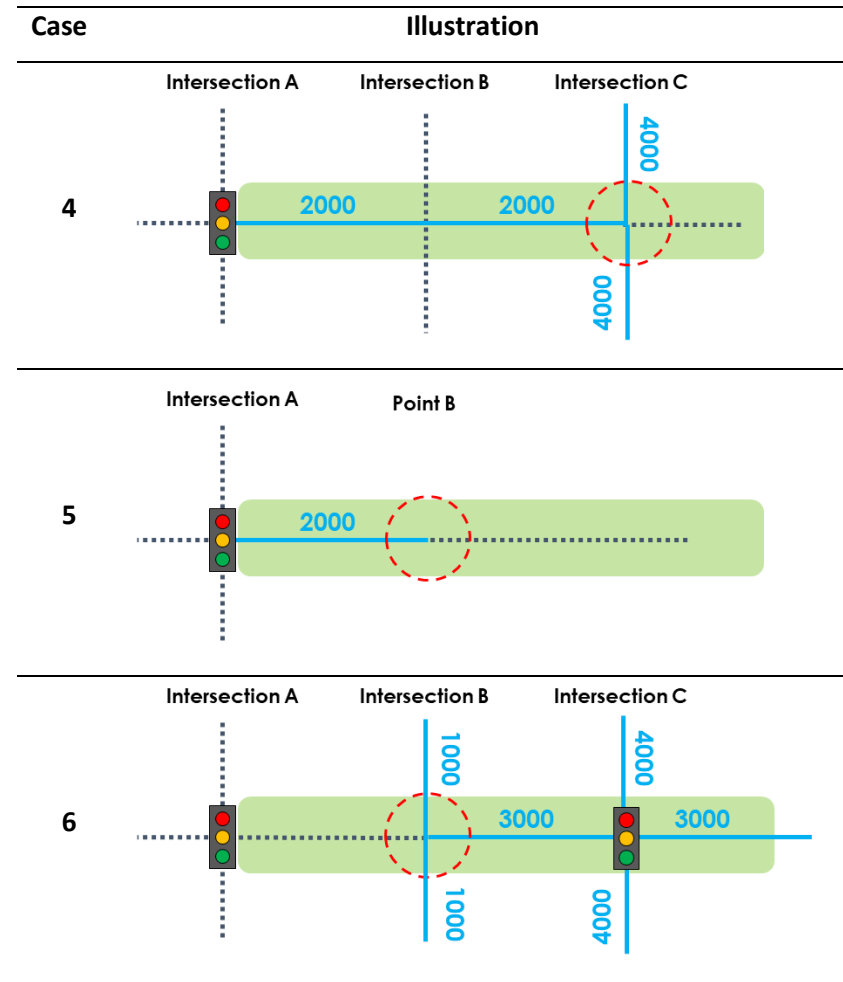 Case Illustration
Intersection A Intersection B Intersection C
4
4000
2000 2000
4000
Intersection A Point B
5
2000
Intersection A Intersection B Intersection C
6
1000 4000
3000 3000
1000 4000